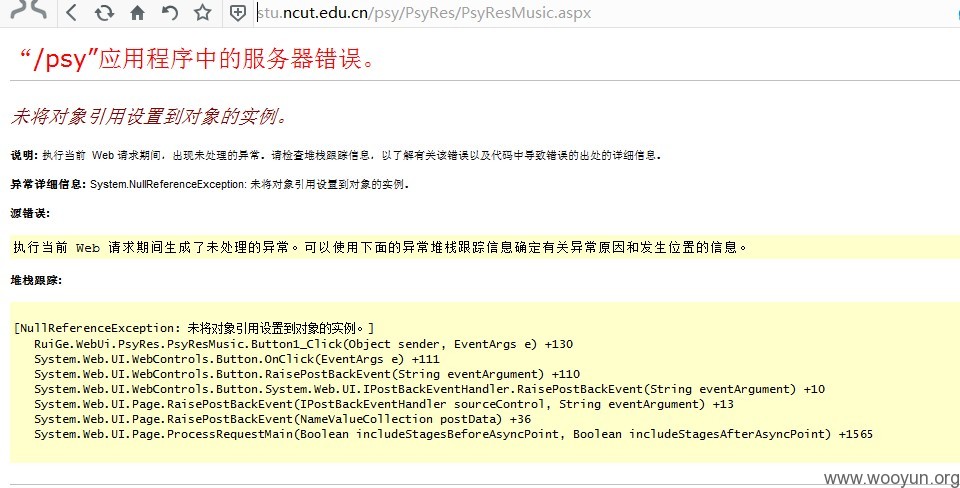 stu.ncut.edu.cn/psy/PsyRes/PsyResMusic.aspx
“/psy”应用程序中的服务器错误。
未将对象引用设置到对象的实例。
说明: 执行当前 Web 请求期间，出现未处理的异常。请检查堆栈跟踪信息，以了解有关该错误以及代码中导致错误的出处的详细信息。
异常详细信息: System.NullReferenceException: 未将对象引用设置到对象的实例。
源错误:
执行当前 Web 请求期间生成了未处理的异常。可以使用下面的异常堆栈跟踪信息确定有关异常原因和发生位置的信息。
堆栈跟踪:
[NullReferenceException: 未将对象引用设置到对象的实例。]
RuiGe.WebUi.PsyRes.PsyResMusic.Button1_Click(Object sender, EventArgs e) +130
System.Web.UI.WebControls.Button.OnClick(EventArgs e) +111
System.Web.UI.WebControls.Button.RaisePostBackEvent(String eventArgument) +110
System.Web.UI.WebControls.Button.System.Web.UI.IPostBackEventHandler.RaisePostBackEvent(String eventArgument) +10
System.Web.UI.Page.RaisePostBackEvent(IPostBackEventHandler sourceControl, String eventArgument) +13
System.Web.UI.Page.RaisePostBackEvent(NameValueCollection postData) +36
System.Web.UI.Page.ProcessRequestMain(Boolean includeStagesBeforeAsyncPoint, Boolean includeStagesAfterAsyncPoint) +1565
www.wooyun.org